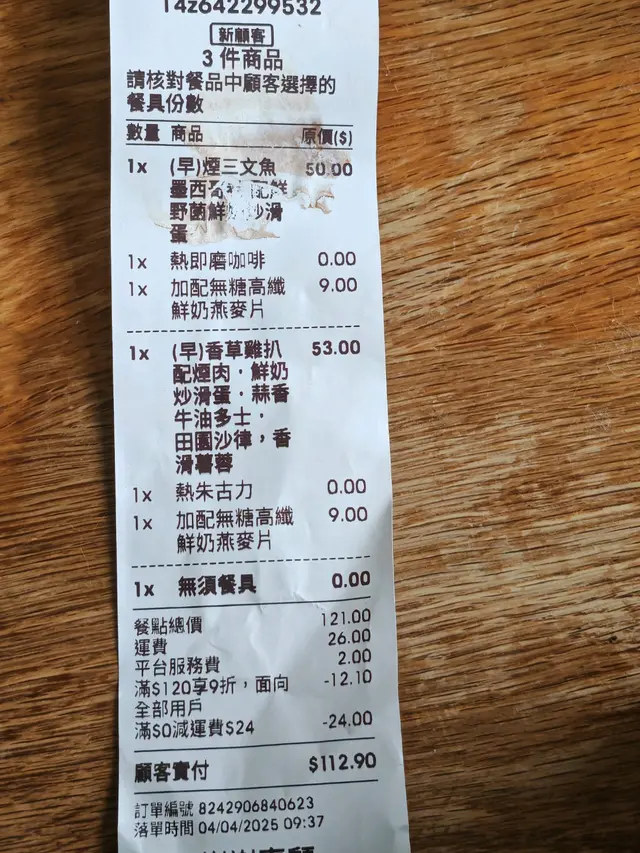 14z642299532
新顧客
3 件商品
請核對餐品中顧客選擇的
餐具份數
數量 商品 原價($)
1x (早)煙三文魚 50.00
墨西哥 配鮮
野菌鮮 炒滑
蛋
1x 熱即磨咖啡 0.00
1x 加配無糖高纖 9.00
鮮奶燕麥片
1x (早)香草雞扒 53.00
配煙肉·鮮奶
炒滑蛋·蒜香
牛油多士·
田園沙律，香
滑薯蓉
1x 熱朱古力 0.00
1x 加配無糖高纖 9.00
鮮奶燕麥片
1x 無須餐具 0.00
餐點總價 121.00
運費 26.00
平台服務費 2.00
滿$120享9折，面向 -12.10
全部用戶
滿$0減運費$24 -24.00
顧客實付 $112.90
訂單編號 8242906840623
落單時間 04/04/2025 09:37